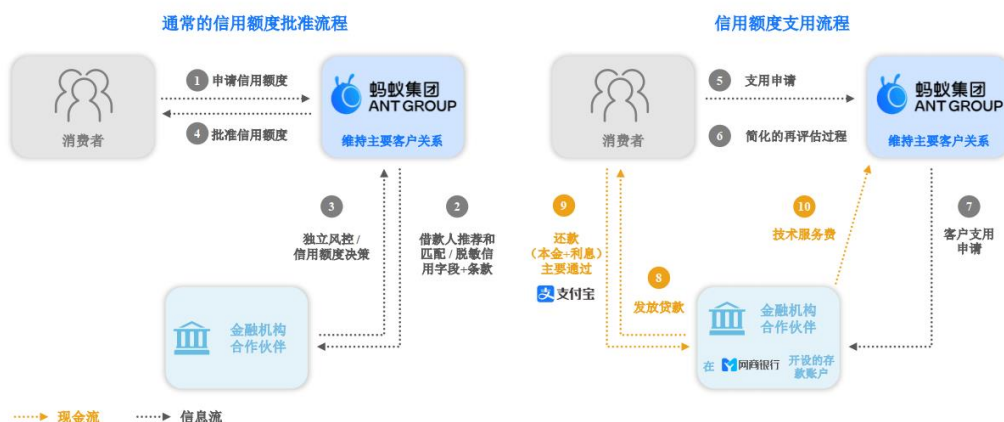 通常的信用额度批准流程
1 申请信用额度
4 批准信用额度
消费者
蚂蚁集团
ANT GROUP
维持主要客户关系
3
独立风控 /
信用额度决策
2
借款人推荐和
匹配 / 脱敏信
用字段+条款
金融机构
合作伙伴
信用额度支用流程
5 支用申请
6 简化的再评估过程
消费者
蚂蚁集团
ANT GROUP
维持主要客户关系
9
还款
（本金+利息）
主要通过
支付宝
8
发放贷款
10
技术服务费
7
客户支用
申请
金融机构
合作伙伴
在 网商银行 开设的存
款账户
现金流
信息流